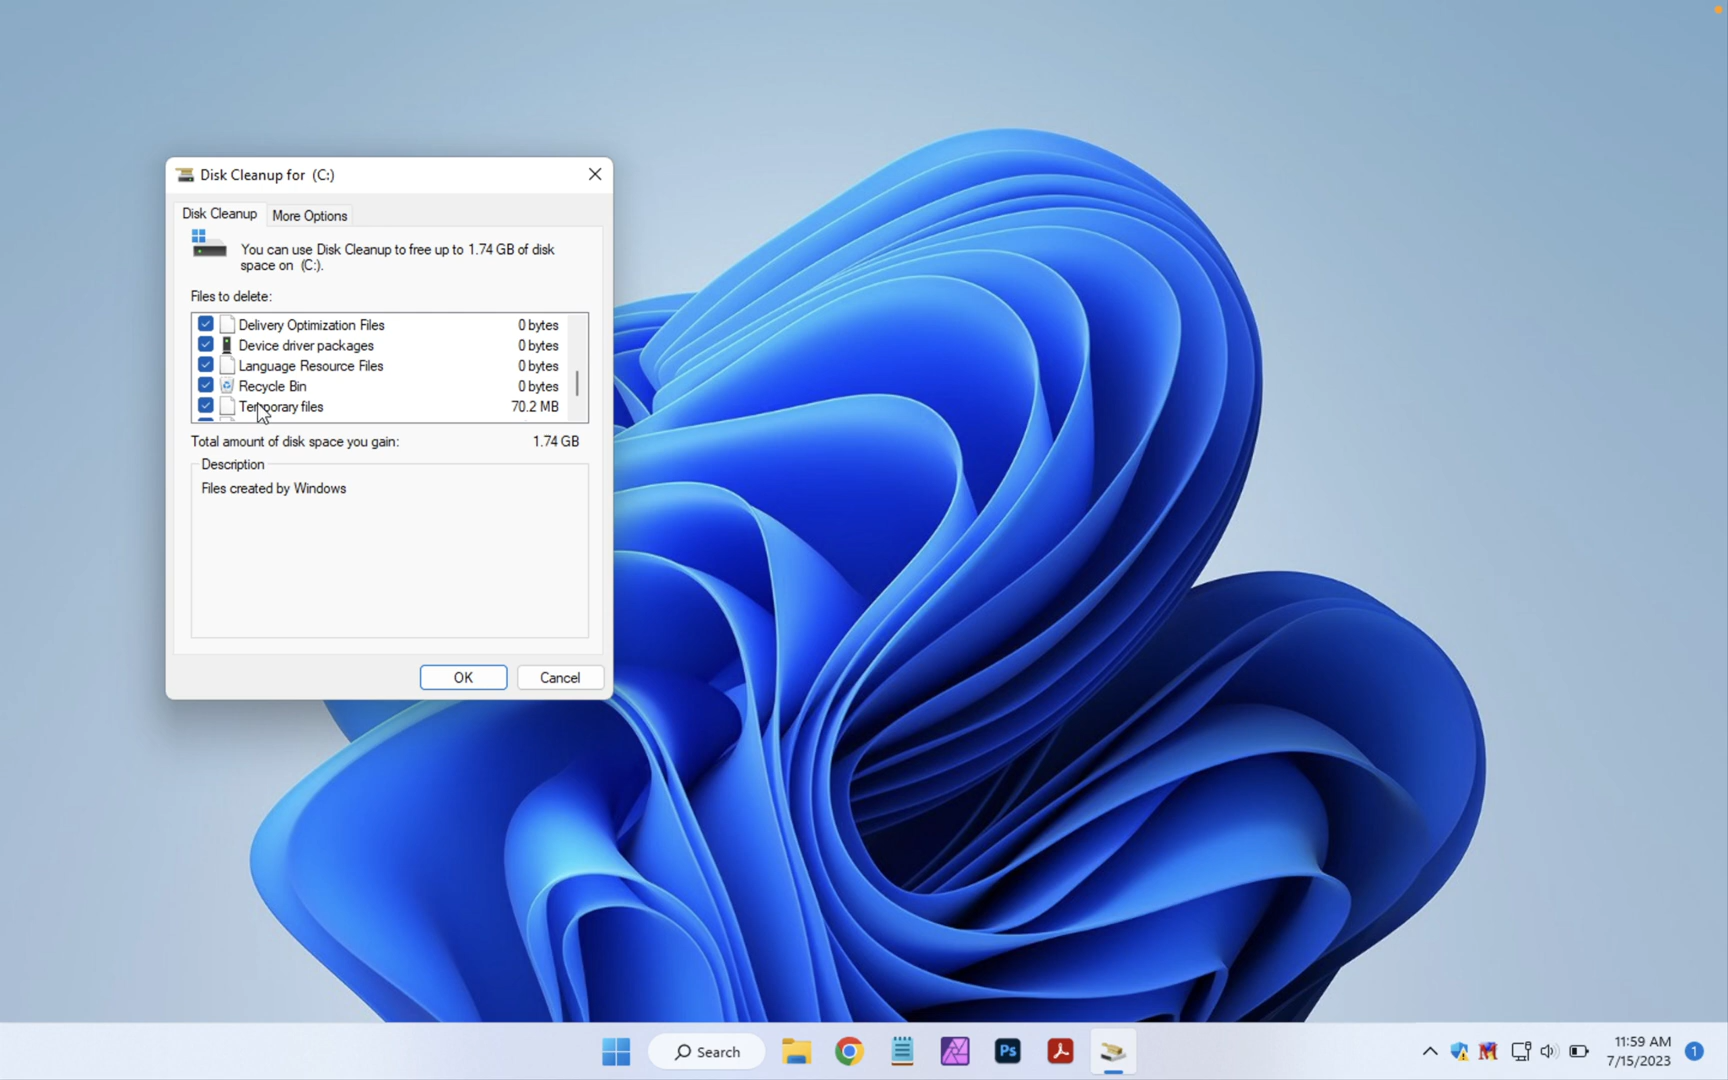 Disk Cleanup for (C:)
Disk Cleanup
More Options
You can use Disk Cleanup to free up to 1.74 GB of disk
space on (C:).
Files to delete:
Delivery Optimization Files 0 bytes
Device driver packages 0 bytes
Language Resource Files 0 bytes
Recycle Bin 0 bytes
Temporary files 70.2 MB
Total amount of disk space you gain: 1.74 GB
Description
Files created by Windows
OK
Cancel
Search
Ps
11:59 AM
7/15/2023
1